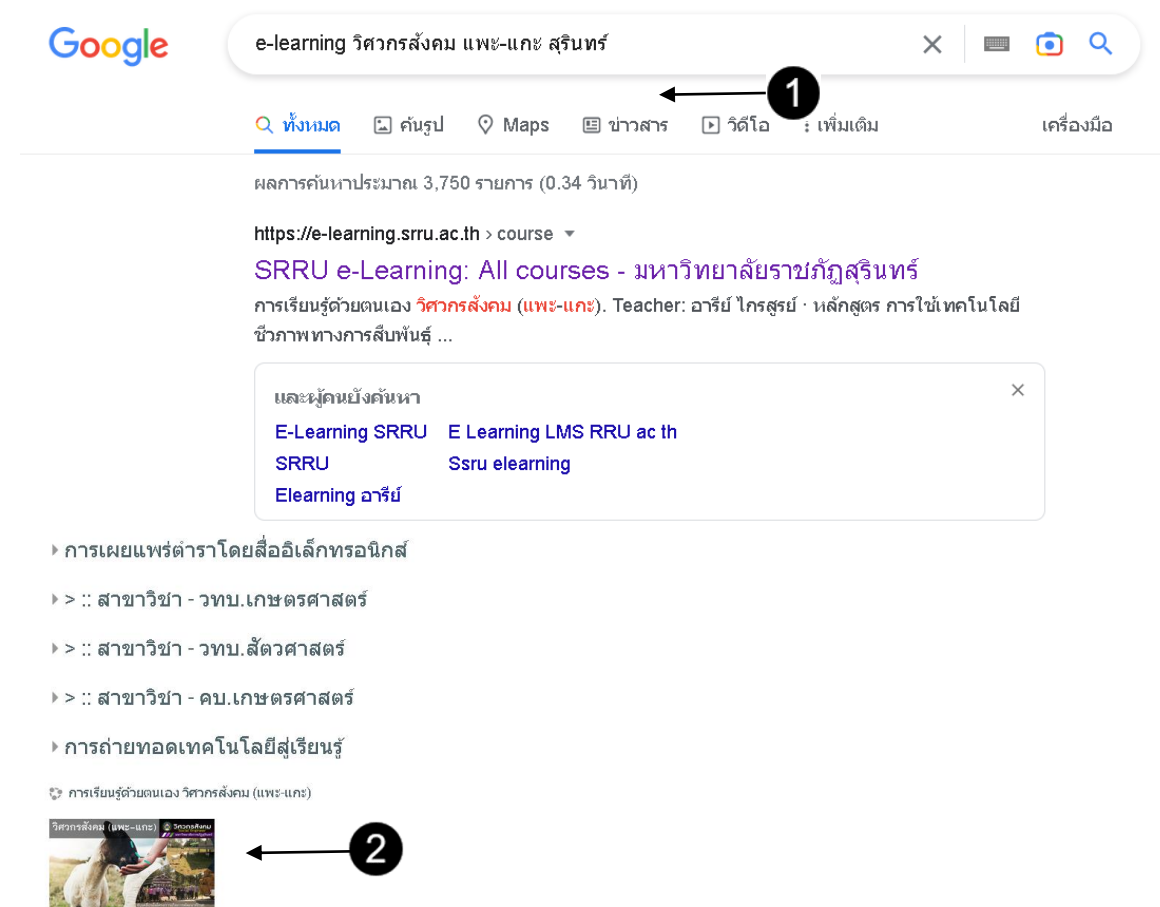 Google
e-learning วิศวกรสังคม แพะ-แกะ สุรินทร์
1
ทั้งหมด ค้นรูป Maps ข่าวสาร วิดีโอ : เพิ่มเติม เครื่องมือ
ผลการค้นหาประมาณ 3,750 รายการ (0.34 วินาที)
https://e-learning.srru.ac.th › course
SRRU e-Learning: All courses - มหาวิทยาลัยราชภัฏสุรินทร์
การเรียนรู้ด้วยตนเอง วิศวกรสังคม (แพะ-แกะ). Teacher: อารีย์ ไกรสูรย์ · หลักสูตร การใช้เทคโนโลยี
ชีวภาพทางการสืบพันธุ์ ...
และผู้คนยังค้นหา
E-Learning SRRU E Learning LMS RRU ac th
SRRU Ssru elearning
Elearning อารีย์
การเผยแพร่ตำราโดยสื่ออิเล็กทรอนิกส์
> :: สาขาวิชา - วทบ.เกษตรศาสตร์
> :: สาขาวิชา - วทบ.สัตวศาสตร์
> :: สาขาวิชา - คบ.เกษตรศาสตร์
การถ่ายทอดเทคโนโลยีสู่เรียนรู้
การเรียนรู้ด้วยตนเอง วิศวกรสังคม (แพะ-แกะ)
วิศวกรสังคม (แพะ-แกะ) วิศวกรสังคม
2